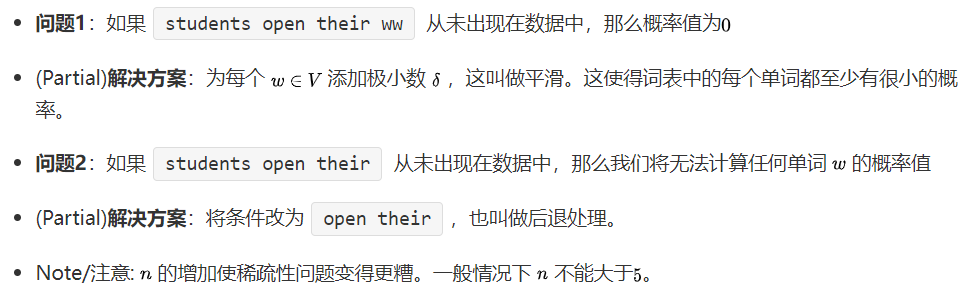 • 问题1：如果 students open their ww 从未出现在数据中，那么概率值为0
• (Partial)解决方案：为每个 w ∈ V 添加极小数 δ ，这叫做平滑。这使得词表中的每个单词都至少有很小的概
率。
• 问题2：如果 students open their 从未出现在数据中，那么我们将无法计算任何单词 w 的概率值
• (Partial)解决方案：将条件改为 open their ，也叫做后退处理。
• Note/注意: n 的增加使稀疏性问题变得更糟。一般情况下 n 不能大于5。